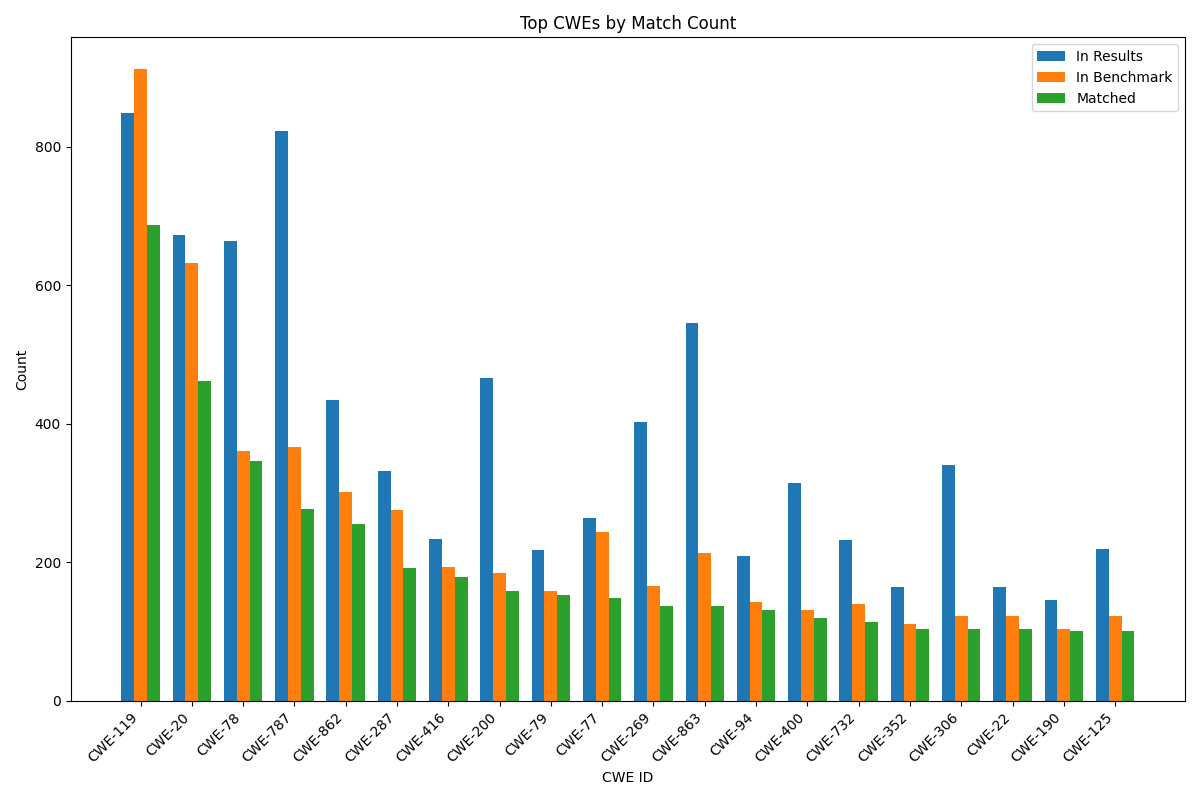 Top CWEs by Match Count
In Results
In Benchmark
Matched
Count
800
600
400
200
0
CWE-119
CWE-20
CWE-78
CWE-787
CWE-862
CWE-287
CWE-416
CWE-200
CWE-79
CWE-77
CWE-269
CWE-863
CWE-94
CWE-400
CWE-732
CWE-352
CWE-306
CWE-22
CWE-190
CWE-125
CWE ID